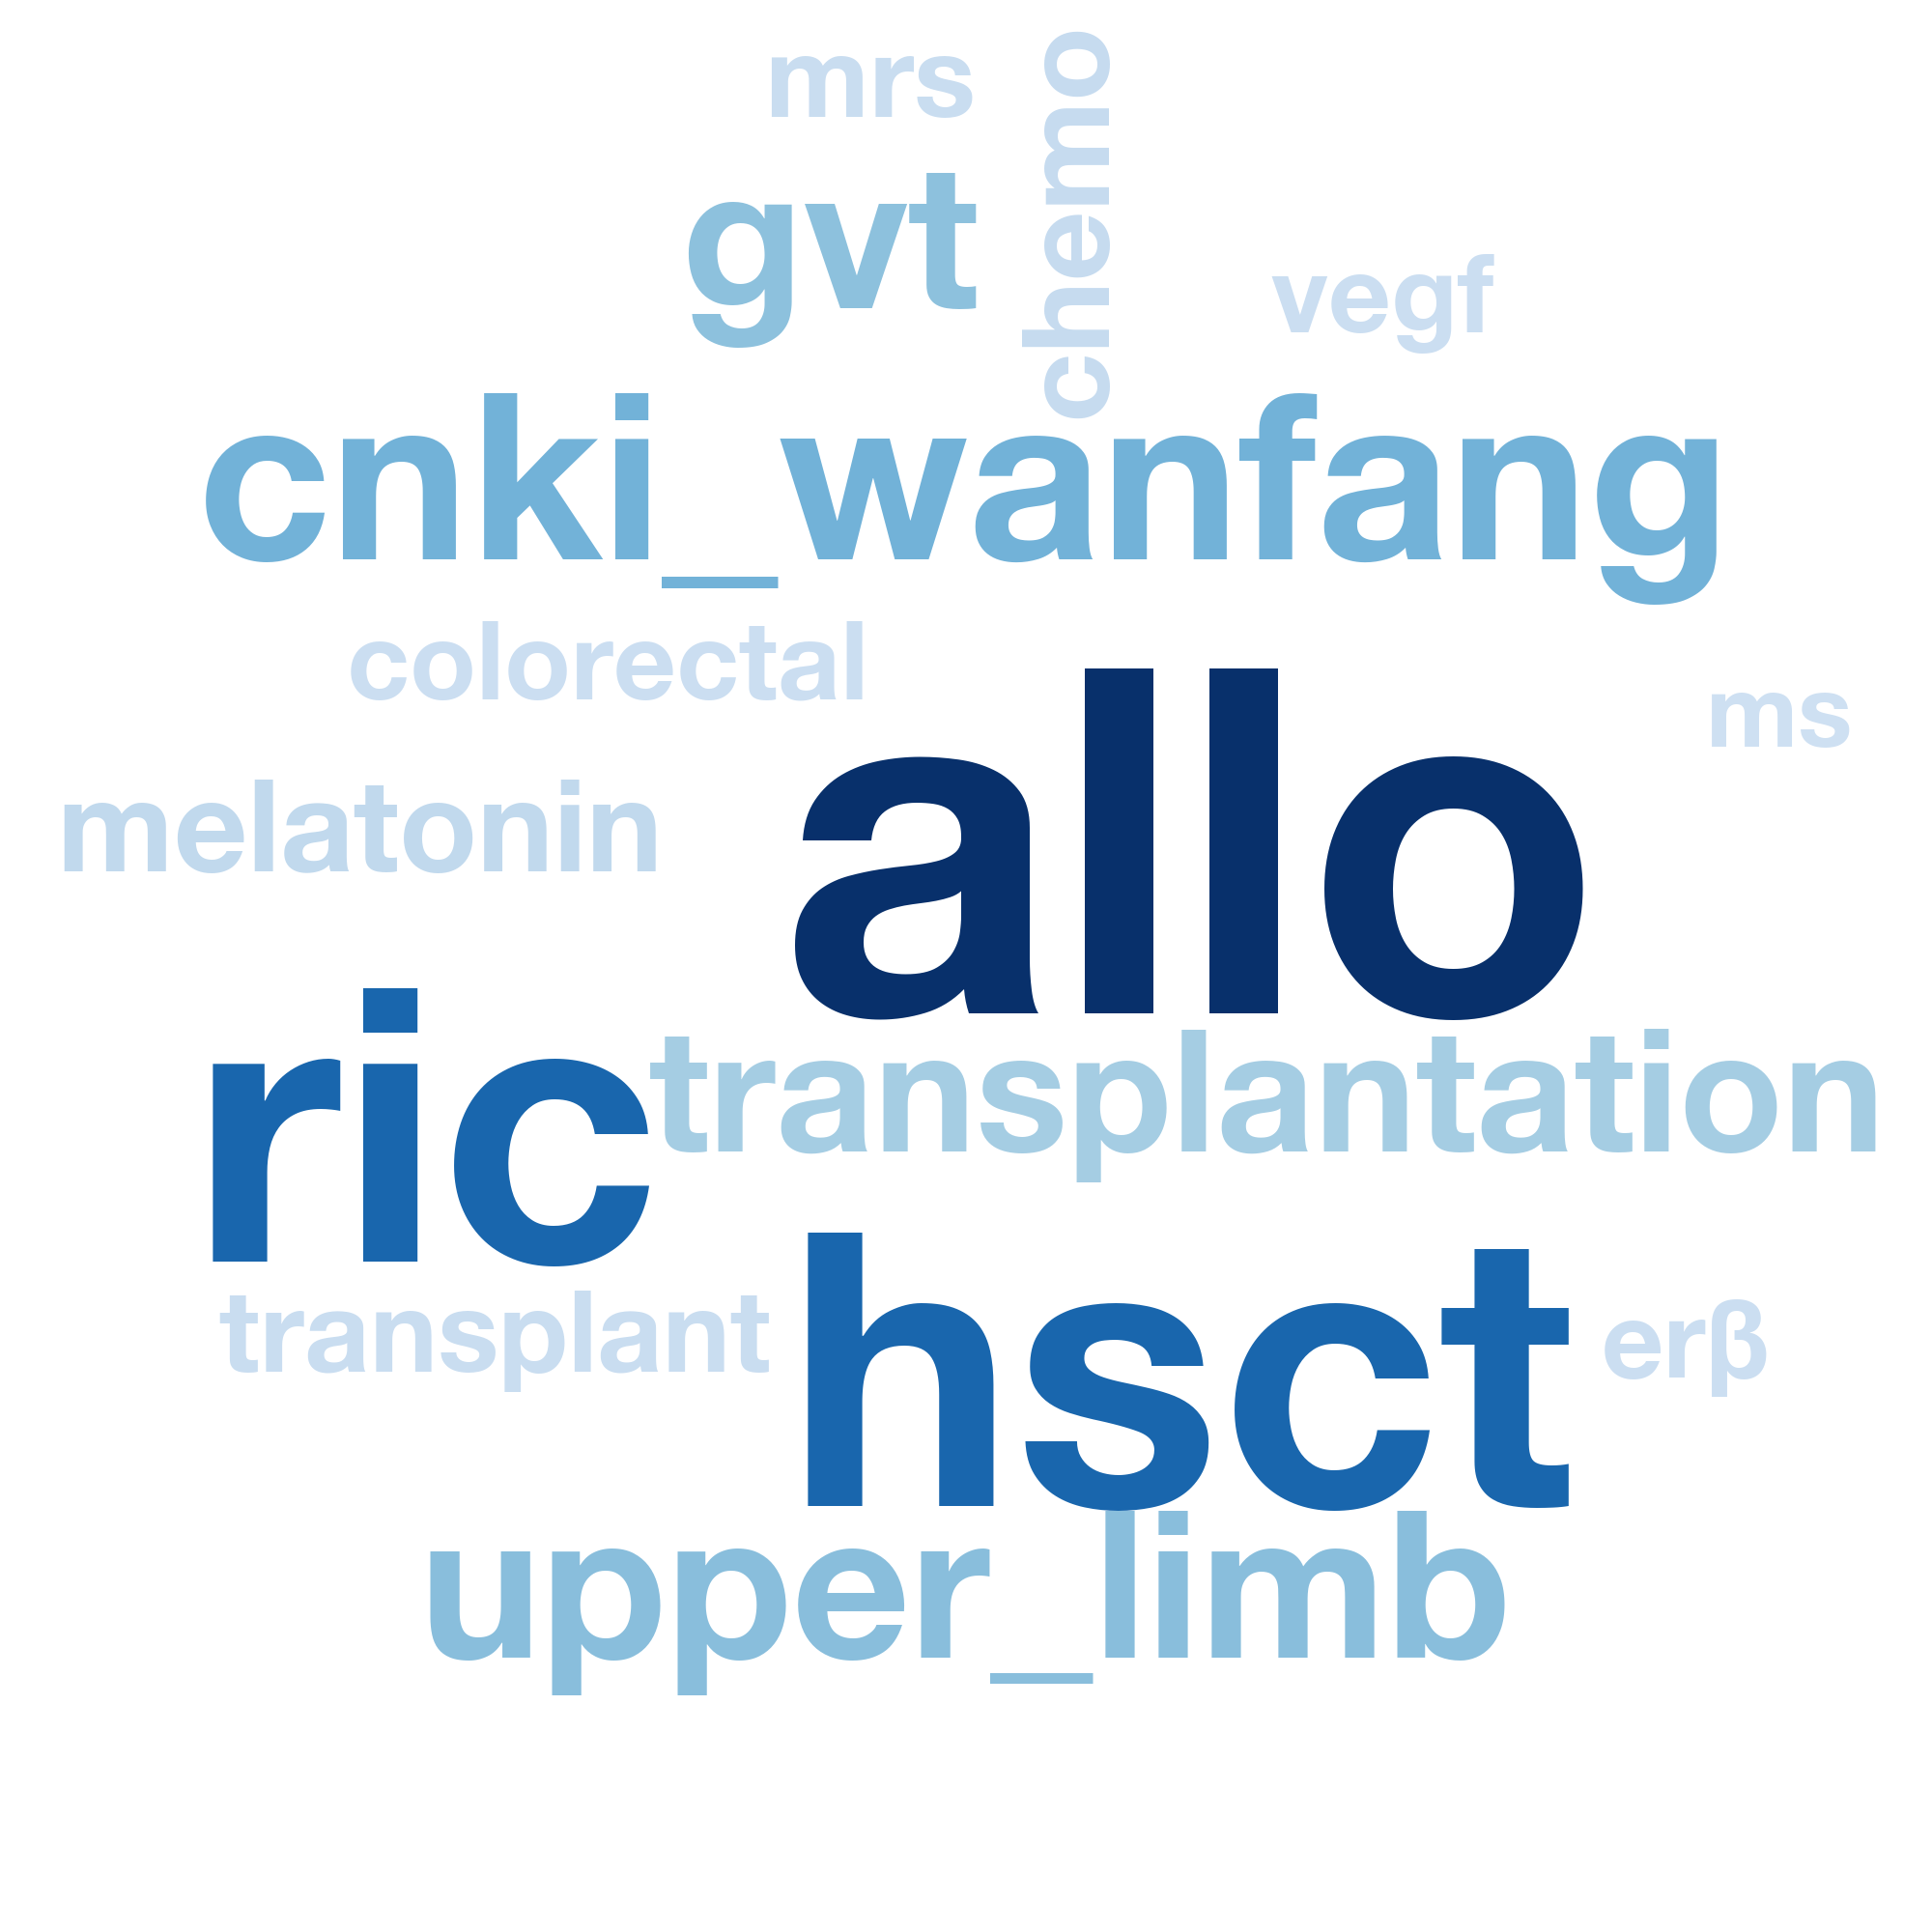 mrs
chemo
gvt
vegf
cnki_wanfang
colorectal
ms
melatonin
allo
ric
transplantation
transplant
hsct
erβ
upper_limb